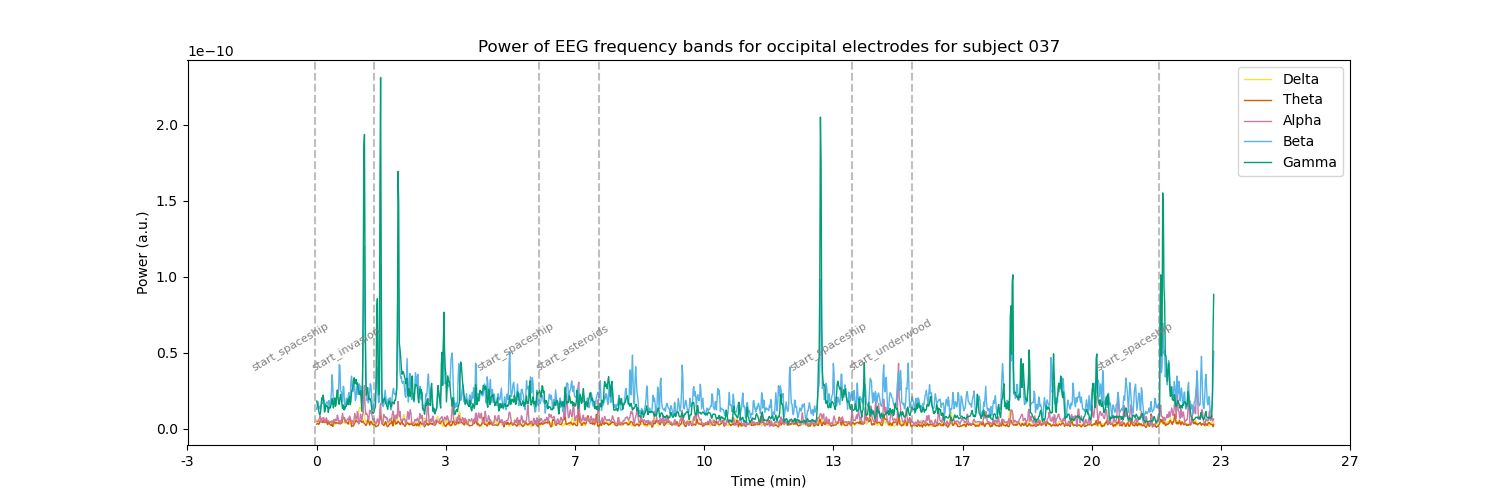 Power of EEG frequency bands for occipital electrodes for subject 037
1e−10
Delta
Theta
Alpha
Beta
Gamma
2.0
1.5
1.0
0.5
0.0
Power (a.u.)
start_spaceship
start_invasion
start_spaceship
start_asteroids
start_spaceship
start_underwood
start_spaceship
-3
0
3
7
10
13
17
20
23
27
Time (min)